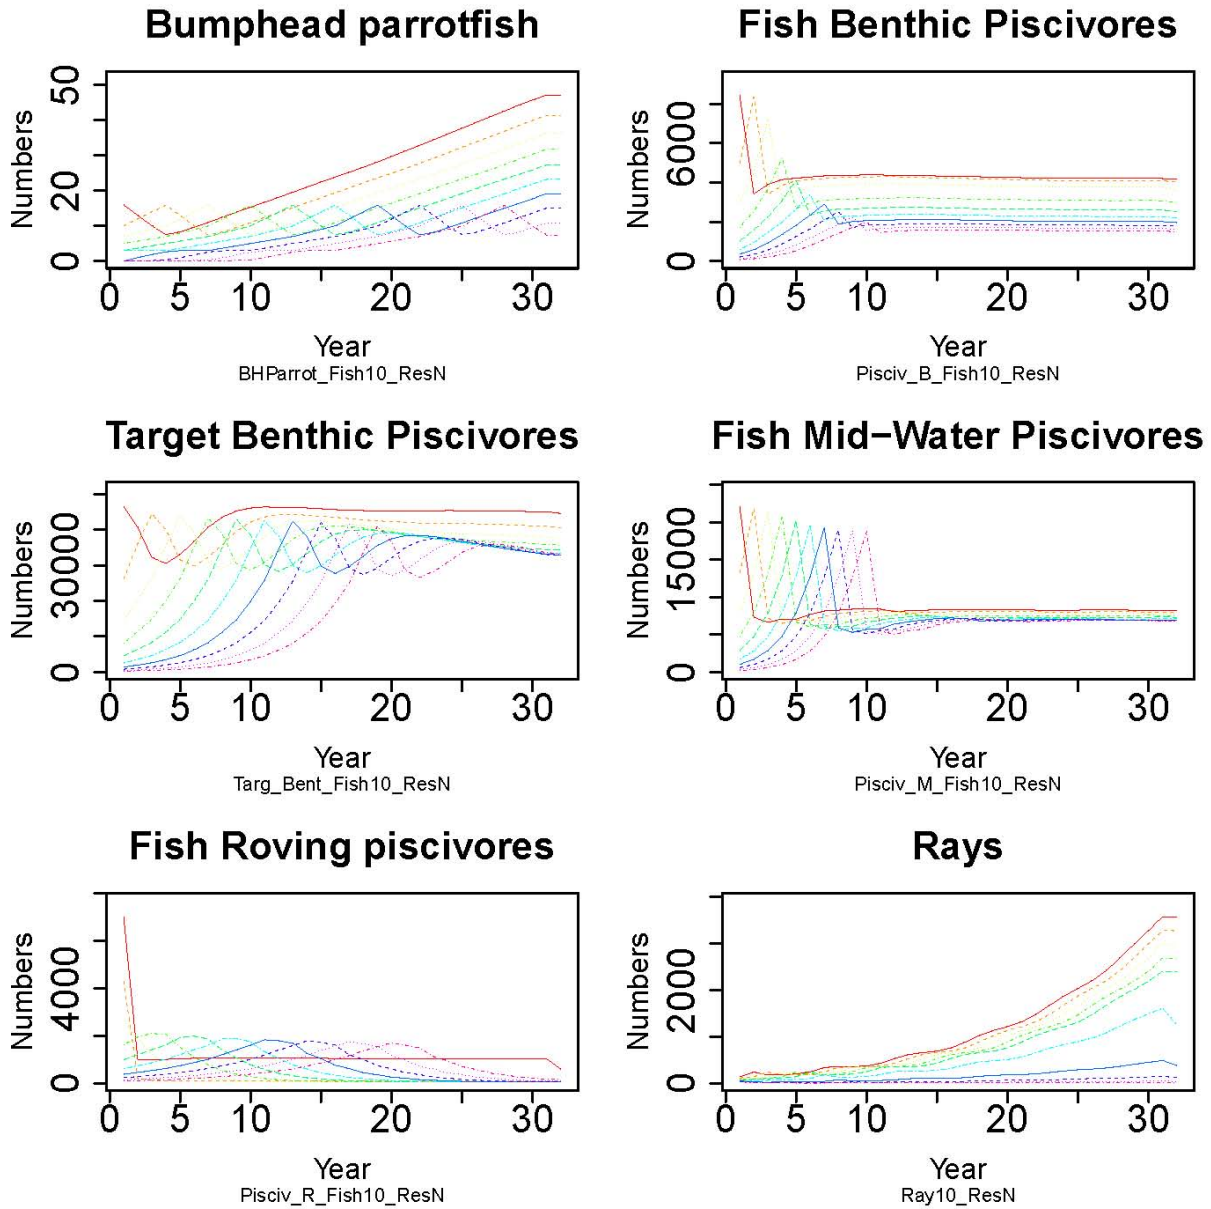 Bumphead parrotfish
Numbers
50
20
0
0 5 10 20 30
Year
BHParrot_Fish10_ResN
Fish Benthic Piscivores
Numbers
6000
0
0 5 10 20 30
Year
Pisciv_B_Fish10_ResN
Target Benthic Piscivores
Numbers
300000
0
0 5 10 20 30
Year
Targ_Bent_Fish10_ResN
Fish Mid−Water Piscivores
Numbers
15000
15000
0
0 5 10 20 30
Year
Pisciv_M_Fish10_ResN
Fish Roving piscivores
Numbers
4000
0
0 5 10 20 30
Year
Pisciv_R_Fish10_ResN
Rays
Numbers
2000
0
0 5 10 20 30
Year
Ray10_ResN